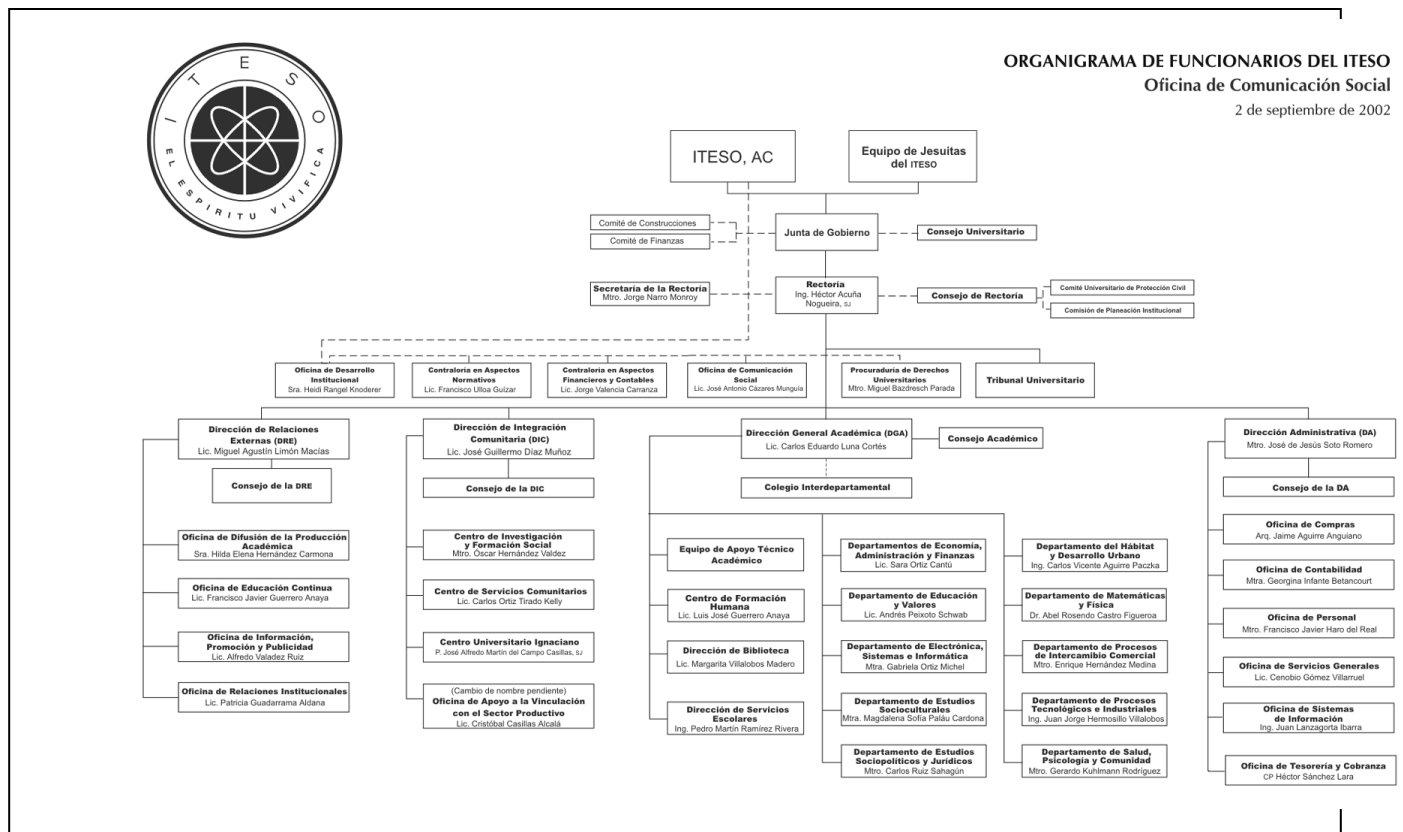 ITESO
EL ESPIRITU VIVIFICA
ORGANIGRAMA DE FUNCIONARIOS DEL ITESO
Oficina de Comunicación Social
2 de septiembre de 2002
ITESO, AC
Equipo de Jesuitas
del ITESO
Comité de Construcciones
Comité de Finanzas
Junta de Gobierno
Consejo Universitario
Secretaría de la Rectoría
Mtro. Jorge Narro Monroy
Rectoría
Ing. Héctor Acuña
Nogueira, SJ
Consejo de Rectoría
Comité Universitario de Protección Civil
Comisión de Planeación Institucional
Oficina de Desarrollo
Institucional
Sra. Heidi Rangel Knoderer
Contraloría en Aspectos
Normativos
Lic. Francisco Ulloa Guízar
Contraloría en Aspectos
Financieros y Contables
Lic. Jorge Valencia Carranza
Oficina de Comunicación
Social
Lic. José Antonio Cázares Munguía
Procuraduría de Derechos
Universitarios
Mtro. Miguel Bazdresch Parada
Tribunal Universitario
Dirección de Relaciones
Externas (DRE)
Lic. Miguel Agustín Limón Macías
Consejo de la DRE
Oficina de Difusión de la Producción
Académica
Sra. Hilda Elena Hernández Carmona
Oficina de Educación Continua
Lic. Francisco Javier Guerrero Anaya
Oficina de Información,
Promoción y Publicidad
Lic. Alfredo Valadez Ruiz
Oficina de Relaciones Institucionales
Lic. Patricia Guadarrama Aldana
Dirección de Integración
Comunitaria (DIC)
Lic. José Guillermo Díaz Muñoz
Consejo de la DIC
Centro de Investigación
y Formación Social
Mtro. Óscar Hernández Valdez
Centro de Servicios Comunitarios
Lic. Carlos Ortiz Tirado Kelly
Centro Universitario Ignaciano
P. José Alfredo Martín del Campo Casillas, SJ
(Cambio de nombre pendiente)
Oficina de Apoyo a la Vinculación
con el Sector Productivo
Lic. Cristóbal Casillas Alcalá
Dirección General Académica (DGA)
Lic. Carlos Eduardo Luna Cortés
Consejo Académico
Colegio Interdepartamental
Equipo de Apoyo Técnico
Académico
Centro de Formación
Humana
Lic. Luis José Guerrero Anaya
Dirección de Biblioteca
Lic. Margarita Villalobos Madero
Dirección de Servicios
Escolares
Ing. Pedro Martín Ramírez Rivera
Departamentos de Economía,
Administración y Finanzas
Lic. Sara Ortiz Cantú
Departamento de Educación
y Valores
Lic. Andrés Peixoto Schwab
Departamento de Electrónica,
Sistemas e Informática
Mtra. Gabriela Ortiz Michel
Departamento de Estudios
Socioculturales
Mtra. Magdalena Sofía Paláu Cardona
Departamento de Estudios
Sociopolíticos y Jurídicos
Mtro. Carlos Ruiz Sahagún
Departamento del Hábitat
y Desarrollo Urbano
Ing. Carlos Vicente Aguirre Paczka
Departamento de Matemáticas
y Física
Dr. Abel Rosendo Castro Figueroa
Departamento de Procesos
de Intercamibio Comercial
Mtro. Enrique Hernández Medina
Departamento de Procesos
Tecnológicos e Industriales
Ing. Juan Jorge Hermosillo Villalobos
Departamento de Salud,
Psicología y Comunidad
Mtro. Gerardo Kuhlmann Rodríguez
Dirección Administrativa (DA)
Mtro. José de Jesús Soto Romero
Consejo de la DA
Oficina de Compras
Arq. Jaime Aguirre Anguiano
Oficina de Contabilidad
Mtra. Georgina Infante Betancourt
Oficina de Personal
Mtro. Francisco Javier Haro del Real
Oficina de Servicios Generales
Lic. Cenobio Gómez Villarruel
Oficina de Sistemas
de Información
Ing. Juan Lanzagorta Ibarra
Oficina de Tesorería y Cobranza
CP Héctor Sánchez Lara